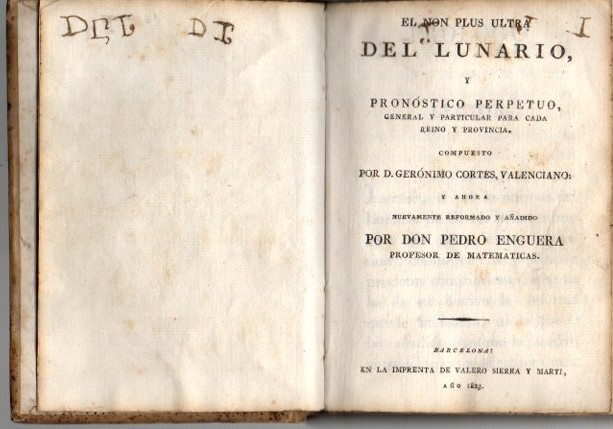 EL NON PLUS ULTRA
DEL LUNARIO,
Y
PRONÓSTICO PERPETUO,
GENERAL Y PARTICULAR PARA CADA
REINO Y PROVINCIA.
COMPUESTO
POR D. GERÓNIMO CORTES, VALENCIANO:
Y AHORA
NUEVAMENTE REFORMADO Y AÑADIDO
POR DON PEDRO ENGUERA
PROFESOR DE MATEMATICAS.
BARCELONA:
EN LA IMPRENTA DE VALERO SIERRA Y MARTI,
AÑO 1823.